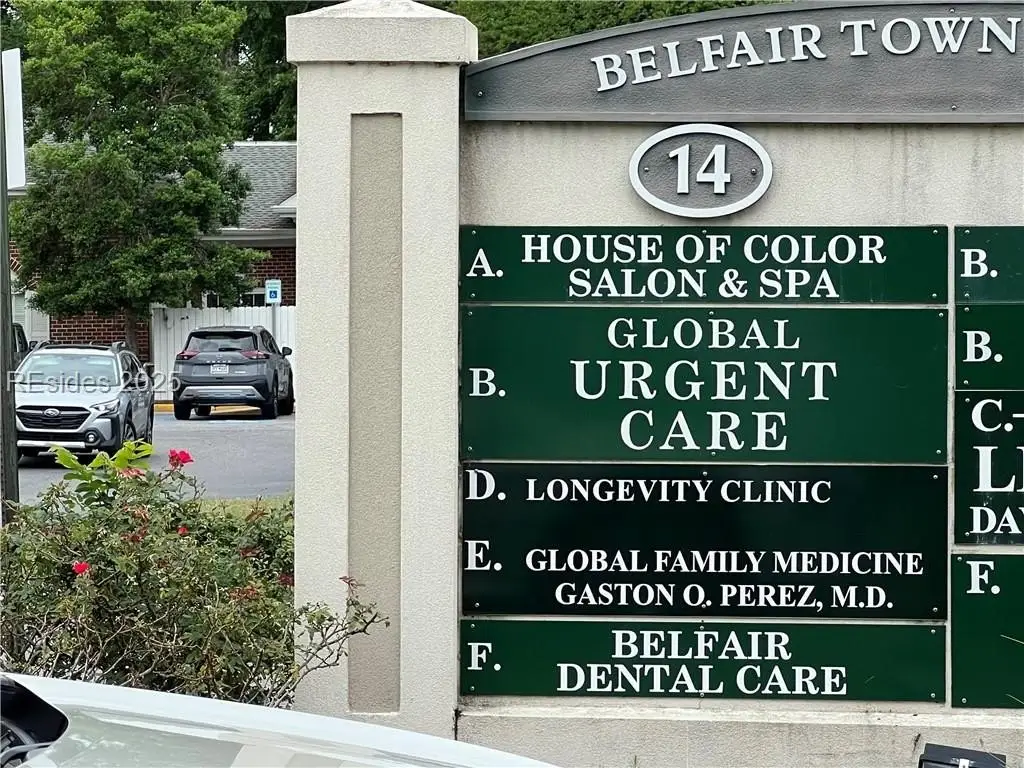 BELFAIR TOWN
14
A. HOUSE OF COLOR
SALON & SPA
B. GLOBAL
URGENT
CARE
D. LONGEVITY CLINIC
E. GLOBAL FAMILY MEDICINE
GASTON O. PEREZ, M.D.
F. BELFAIR
DENTAL CARE
B.
B.
C.
F.
REsides 2025